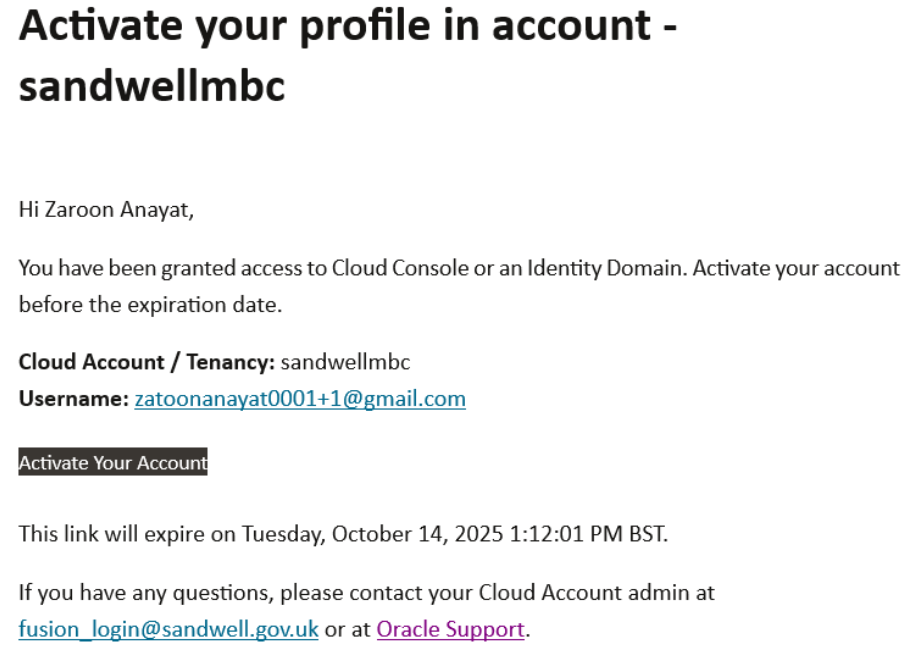 Activate your profile in account -
sandwellmbc
Hi Zaroon Anayat,
You have been granted access to Cloud Console or an Identity Domain. Activate your account
before the expiration date.
Cloud Account / Tenancy: sandwellmbc
Username: zatoonanayat0001+1@gmail.com
Activate Your Account
This link will expire on Tuesday, October 14, 2025 1:12:01 PM BST.
If you have any questions, please contact your Cloud Account admin at
fusion_login@sandwell.gov.uk or at Oracle Support.